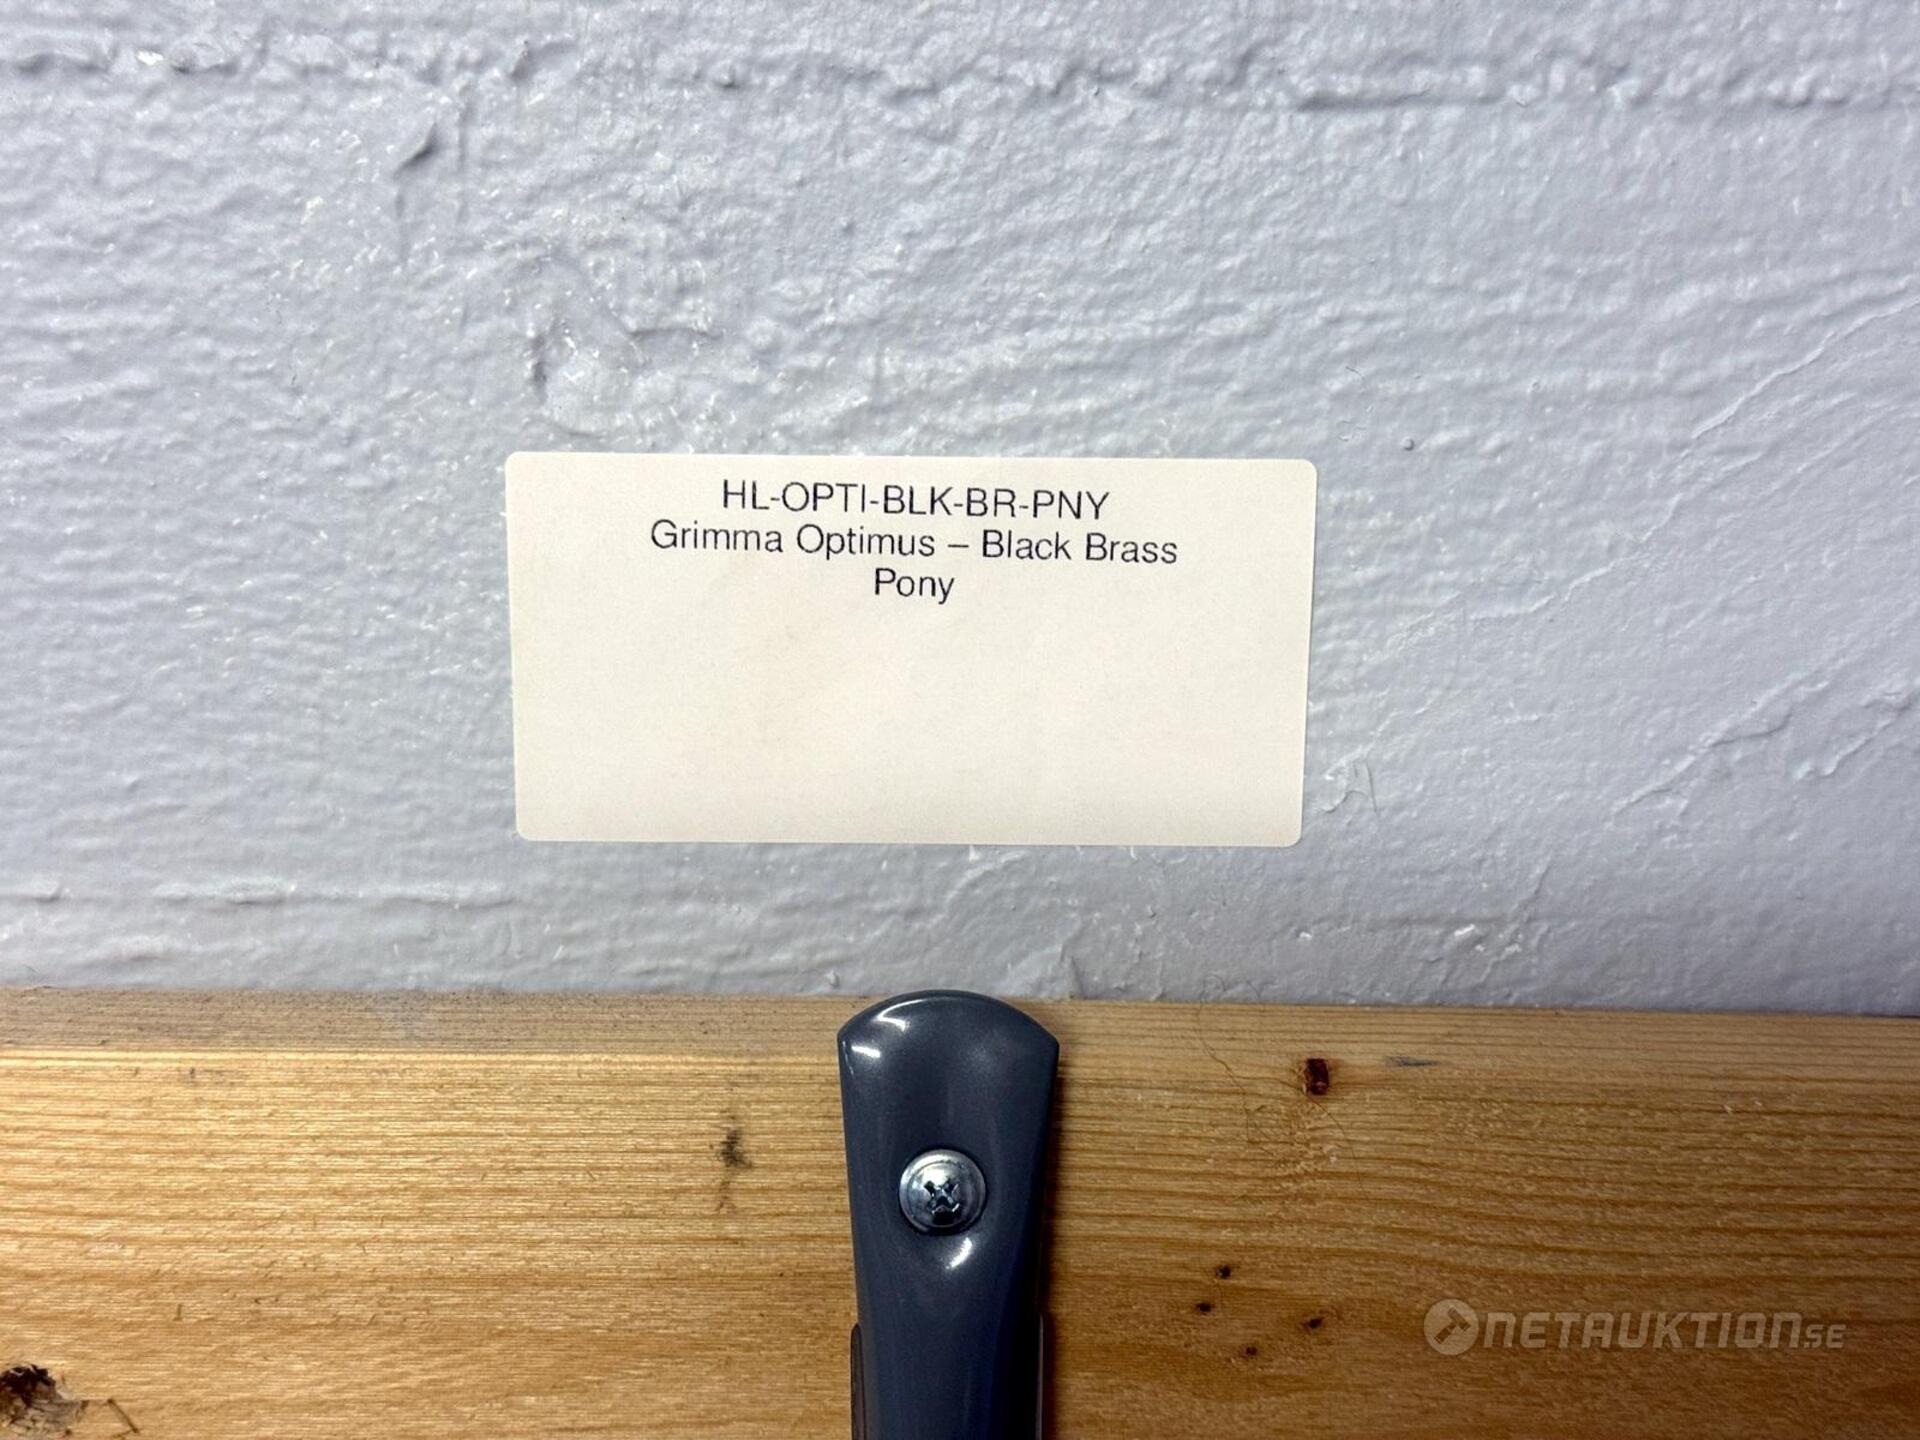 HL-OPTI-BLK-BR-PNY
Grimma Optimus – Black Brass
Pony
NETAUKTION.SE